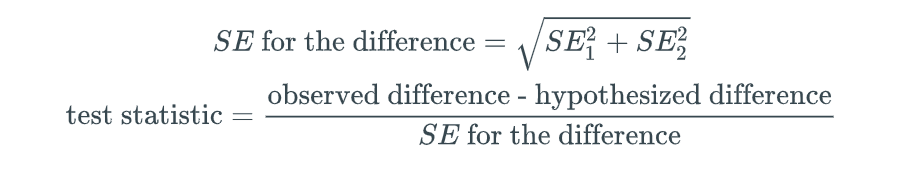 SE for the difference = √(SE₁² + SE₂²)
test statistic = (observed difference - hypothesized difference) / (SE for the difference)